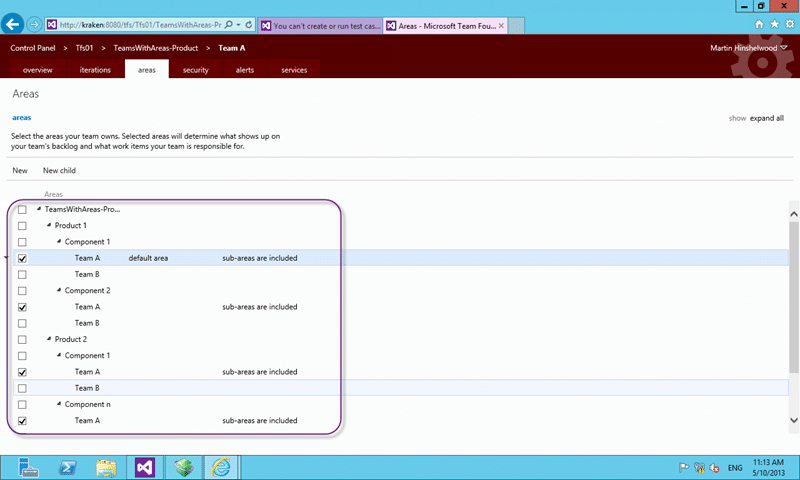 http://kraken:8080/tfs/Tfs01/TeamsWithAreas-Pr
You can't create or run test cas...
Areas - Microsoft Team Fou...
Control Panel > Tfs01 > TeamsWithAreas-Product > Team A
Martin Hinshelwood
overview iterations areas security alerts services
Areas
areas
show expand all
Select the areas your team owns. Selected areas will determine what shows up on
your team's backlog and what work items your team is responsible for.
New New child
Areas
TeamsWithAreas-Pro...
Product 1
Component 1
Team A default area sub-areas are included
Team B
Component 2
Team A sub-areas are included
Team B
Product 2
Component 1
Team A sub-areas are included
Team B
Component n
Team A sub-areas are included
ENG
11:13 AM
5/10/2013